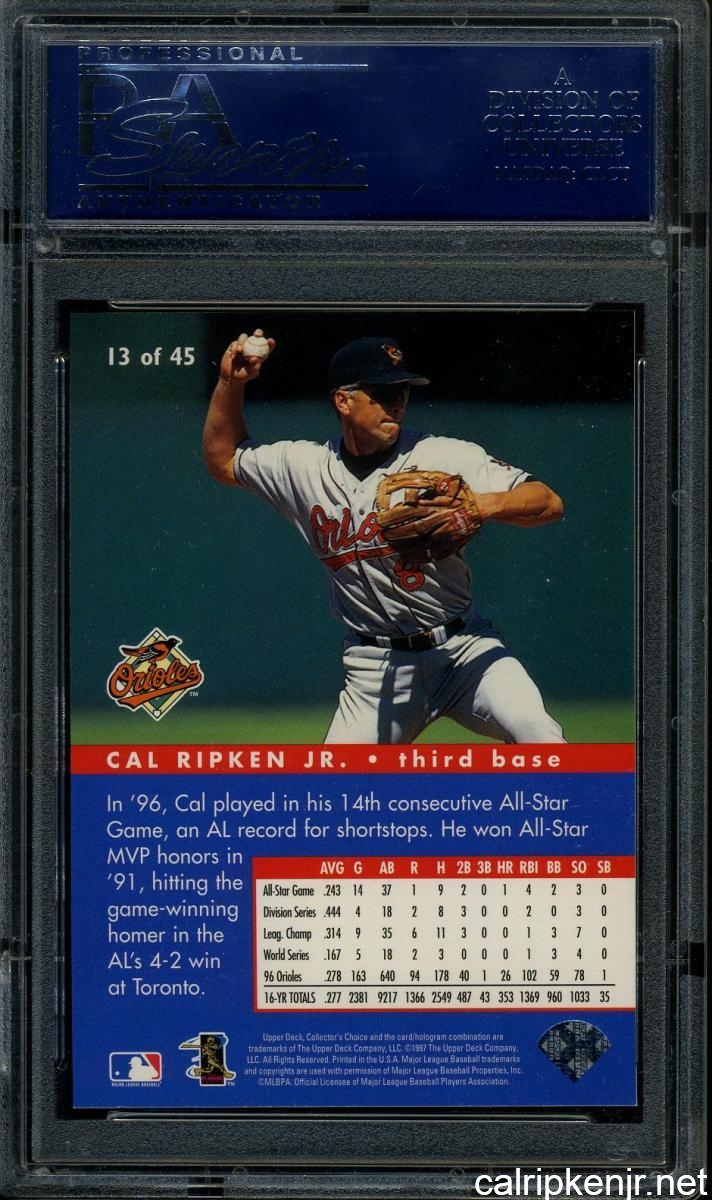 PROFESSIONAL
PSA
Sports.
AUTHENTICATOR
A
DIVISION OF
COLLECTORS
UNIVERSE
NASDAQ: CLCT
13 of 45
Orio
8
Orioles
TM
CAL RIPKEN JR. • third base
In '96, Cal played in his 14th consecutive All-Star
Game, an AL record for shortstops. He won All-Star
MVP honors in
'91, hitting the
game-winning
homer in the
AL's 4-2 win
at Toronto.
AVG G AB R H 2B 3B HR RBI BB SO SB
All-Star Game .243 14 37 1 9 2 0 1 4 2 3 0
Division Series .444 4 18 2 8 3 0 0 2 0 3 0
Leag. Champ .314 9 35 6 11 3 0 0 1 3 7 0
World Series .167 5 18 2 3 0 0 0 1 3 4 0
96 Orioles .278 163 640 94 178 40 1 26 102 59 78 1
16-YR TOTALS .277 2381 9217 1366 2549 487 43 353 1369 960 1033 35
Upper Deck, Collector's Choice and the card/hologram combination are
trademarks of The Upper Deck Company, LLC. ©1997 The Upper Deck Company,
LLC. All Rights Reserved. Printed in the U.S.A. Major League Baseball trademarks
and copyrights are used with permission of Major League Baseball Properties, Inc.
©MLBPA. Official Licensee of Major League Baseball Players Association.
MAJOR LEAGUE BASEBALL
PLAYERS
TM
calripkenjr.net